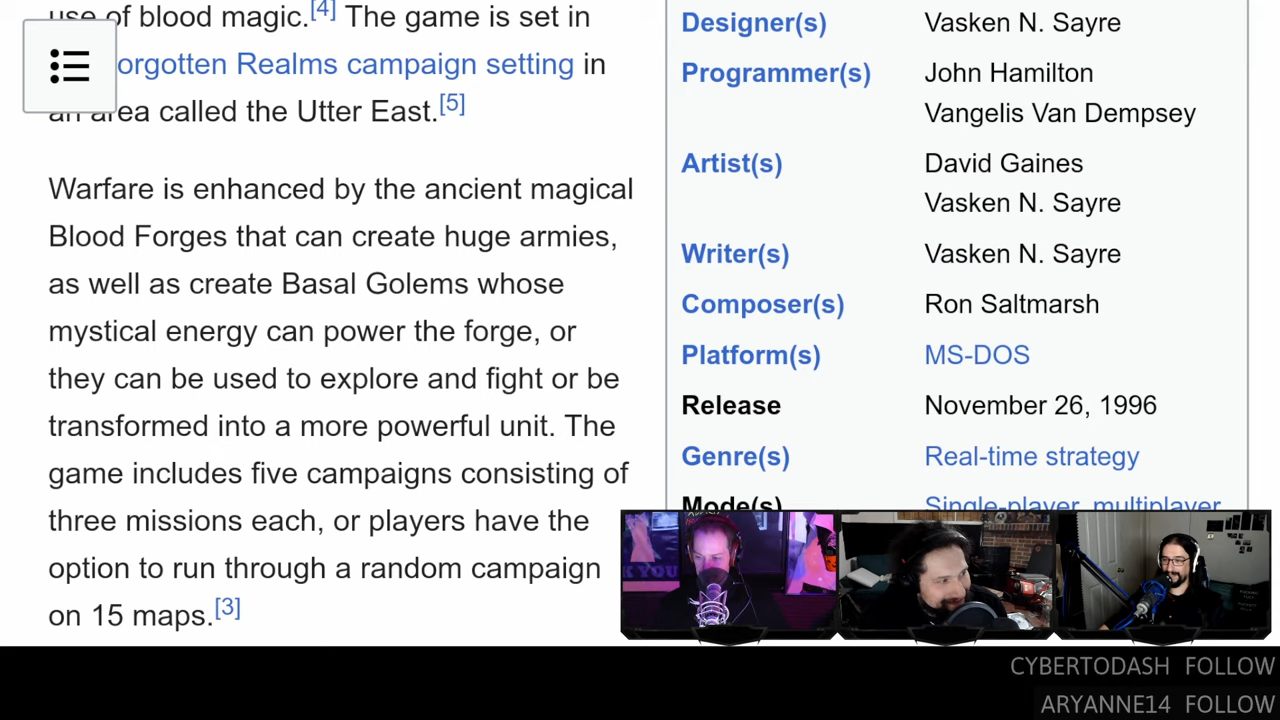 use of blood magic.[4] The game is set in
orgotten Realms campaign setting in
an area called the Utter East.[5]
Warfare is enhanced by the ancient magical
Blood Forges that can create huge armies,
as well as create Basal Golems whose
mystical energy can power the forge, or
they can be used to explore and fight or be
transformed into a more powerful unit. The
game includes five campaigns consisting of
three missions each, or players have the
option to run through a random campaign
on 15 maps.[3]
Designer(s) Vasken N. Sayre
Programmer(s) John Hamilton
Vangelis Van Dempsey
Artist(s) David Gaines
Vasken N. Sayre
Writer(s) Vasken N. Sayre
Composer(s) Ron Saltmarsh
Platform(s) MS-DOS
Release November 26, 1996
Genre(s) Real-time strategy
Mode(s) Single-player, multiplayer
K YOU
CYBERTODASH FOLLOW
ARYANNE14 FOLLOW